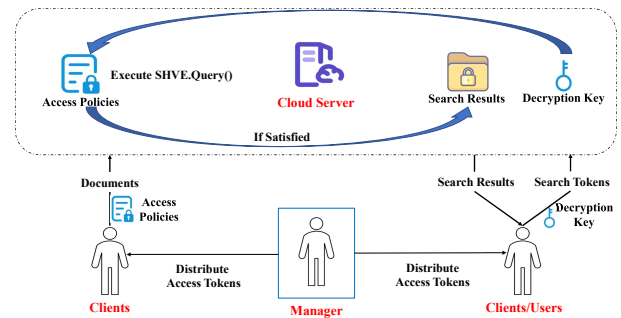 Execute SHVE.Query()
Access Policies
Cloud Server
Search Results
Decryption Key
If Satisfied
Documents
Search Results
Search Tokens
Access
Policies
Decryption
Key
Distribute
Access Tokens
Distribute
Access Tokens
Clients
Manager
Clients/Users